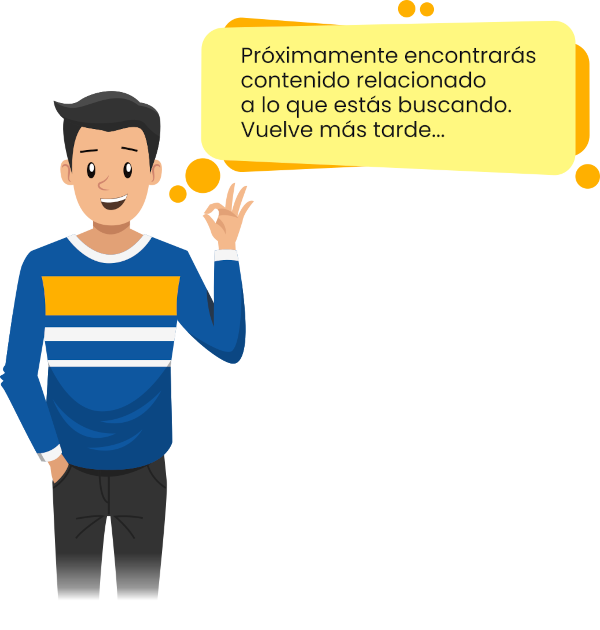 Próximamente encontrarás
contenido relacionado
a lo que estás buscando.
Vuelve más tarde...